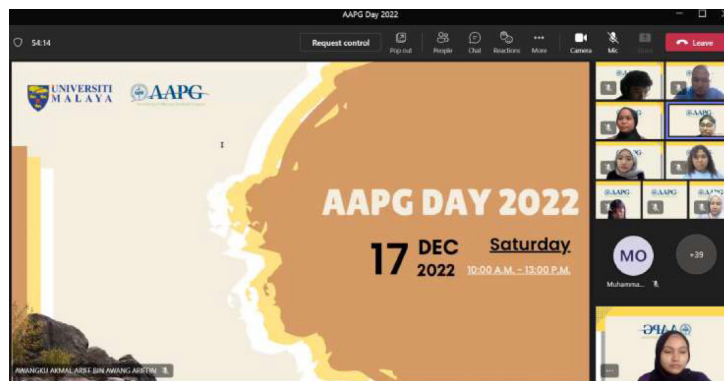 AAPG Day 2022
54:14
Request control
Pop out
People
Chat
Reactions
More
Camera
Mic
Share
Leave
UNIVERSITI
MALAYA
AAPG
AAPG DAY 2022
17 DEC
2022
Saturday
10:00 A.M. - 13:00 P.M.
AWANGKU AKMAL ARIFF BIN AWANG ARIFFIN
AAPG
AAPG
AAPG
AAPG
MO
+39
Muhamma...
AAPG